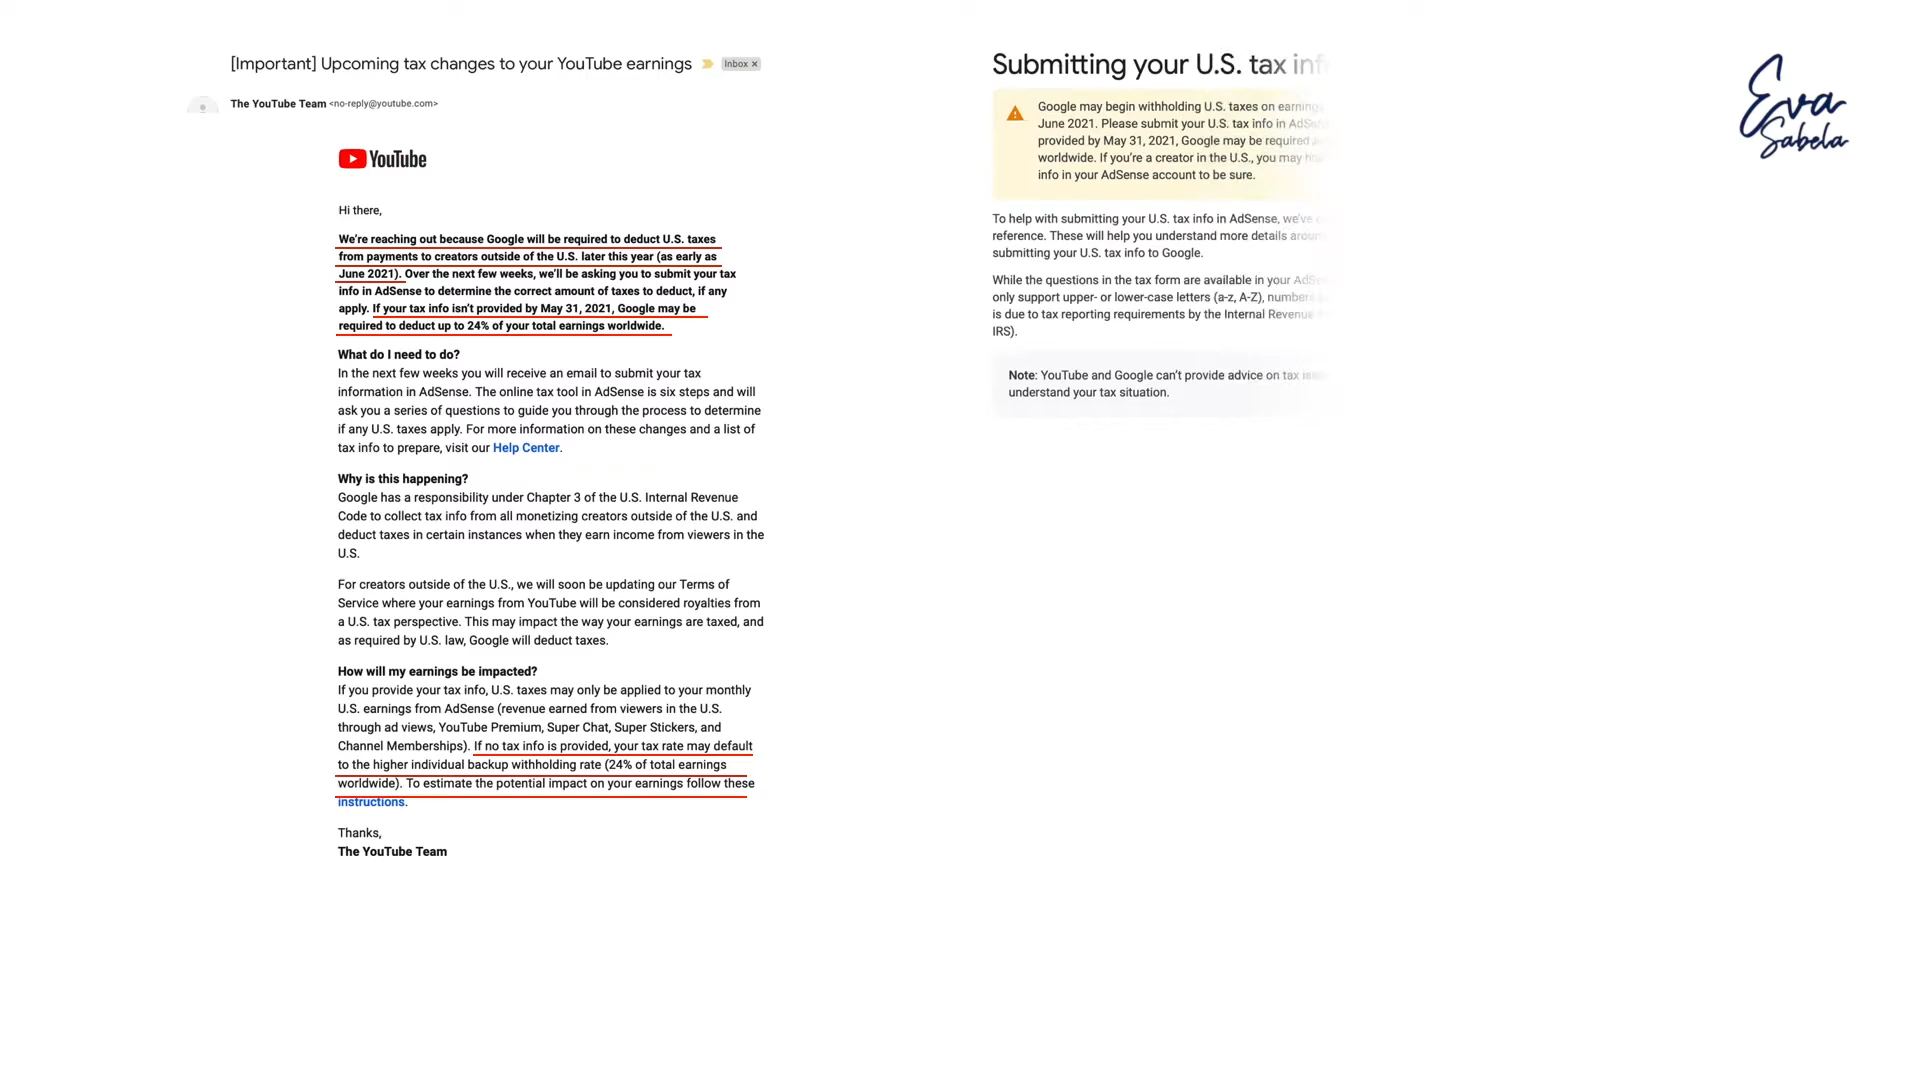 [Important] Upcoming tax changes to your YouTube earnings
Inbox ×
The YouTube Team <no-reply@youtube.com>
YouTube
Hi there,
We're reaching out because Google will be required to deduct U.S. taxes
from payments to creators outside of the U.S. later this year (as early as
June 2021). Over the next few weeks, we'll be asking you to submit your tax
info in AdSense to determine the correct amount of taxes to deduct, if any
apply. If your tax info isn't provided by May 31, 2021, Google may be
required to deduct up to 24% of your total earnings worldwide.
What do I need to do?
In the next few weeks you will receive an email to submit your tax
information in AdSense. The online tax tool in AdSense is six steps and will
ask you a series of questions to guide you through the process to determine
if any U.S. taxes apply. For more information on these changes and a list of
tax info to prepare, visit our Help Center.
Why is this happening?
Google has a responsibility under Chapter 3 of the U.S. Internal Revenue
Code to collect tax info from all monetizing creators outside of the U.S. and
deduct taxes in certain instances when they earn income from viewers in the
U.S.
For creators outside of the U.S., we will soon be updating our Terms of
Service where your earnings from YouTube will be considered royalties from
a U.S. tax perspective. This may impact the way your earnings are taxed, and
as required by U.S. law, Google will deduct taxes.
How will my earnings be impacted?
If you provide your tax info, U.S. taxes may only be applied to your monthly
U.S. earnings from AdSense (revenue earned from viewers in the U.S.
through ad views, YouTube Premium, Super Chat, Super Stickers, and
Channel Memberships). If no tax info is provided, your tax rate may default
to the higher individual backup withholding rate (24% of total earnings
worldwide). To estimate the potential impact on your earnings follow these
instructions.
Thanks,
The YouTube Team
Submitting your U.S. tax
Google may begin withholding U.S. taxes on
June 2021. Please submit your U.S. tax info in
provided by May 31, 2021, Google may be required
worldwide. If you're a creator in the U.S., you may
info in your AdSense account to be sure.
To help with submitting your U.S. tax info in AdSense, we've
reference. These will help you understand more details
submitting your U.S. tax info to Google.
While the questions in the tax form are available in your
only support upper- or lower-case letters (a-z, A-Z), numbers
is due to tax reporting requirements by the Internal Revenue
IRS).
Note: YouTube and Google can't provide advice on tax
understand your tax situation.
Eva
Sabela